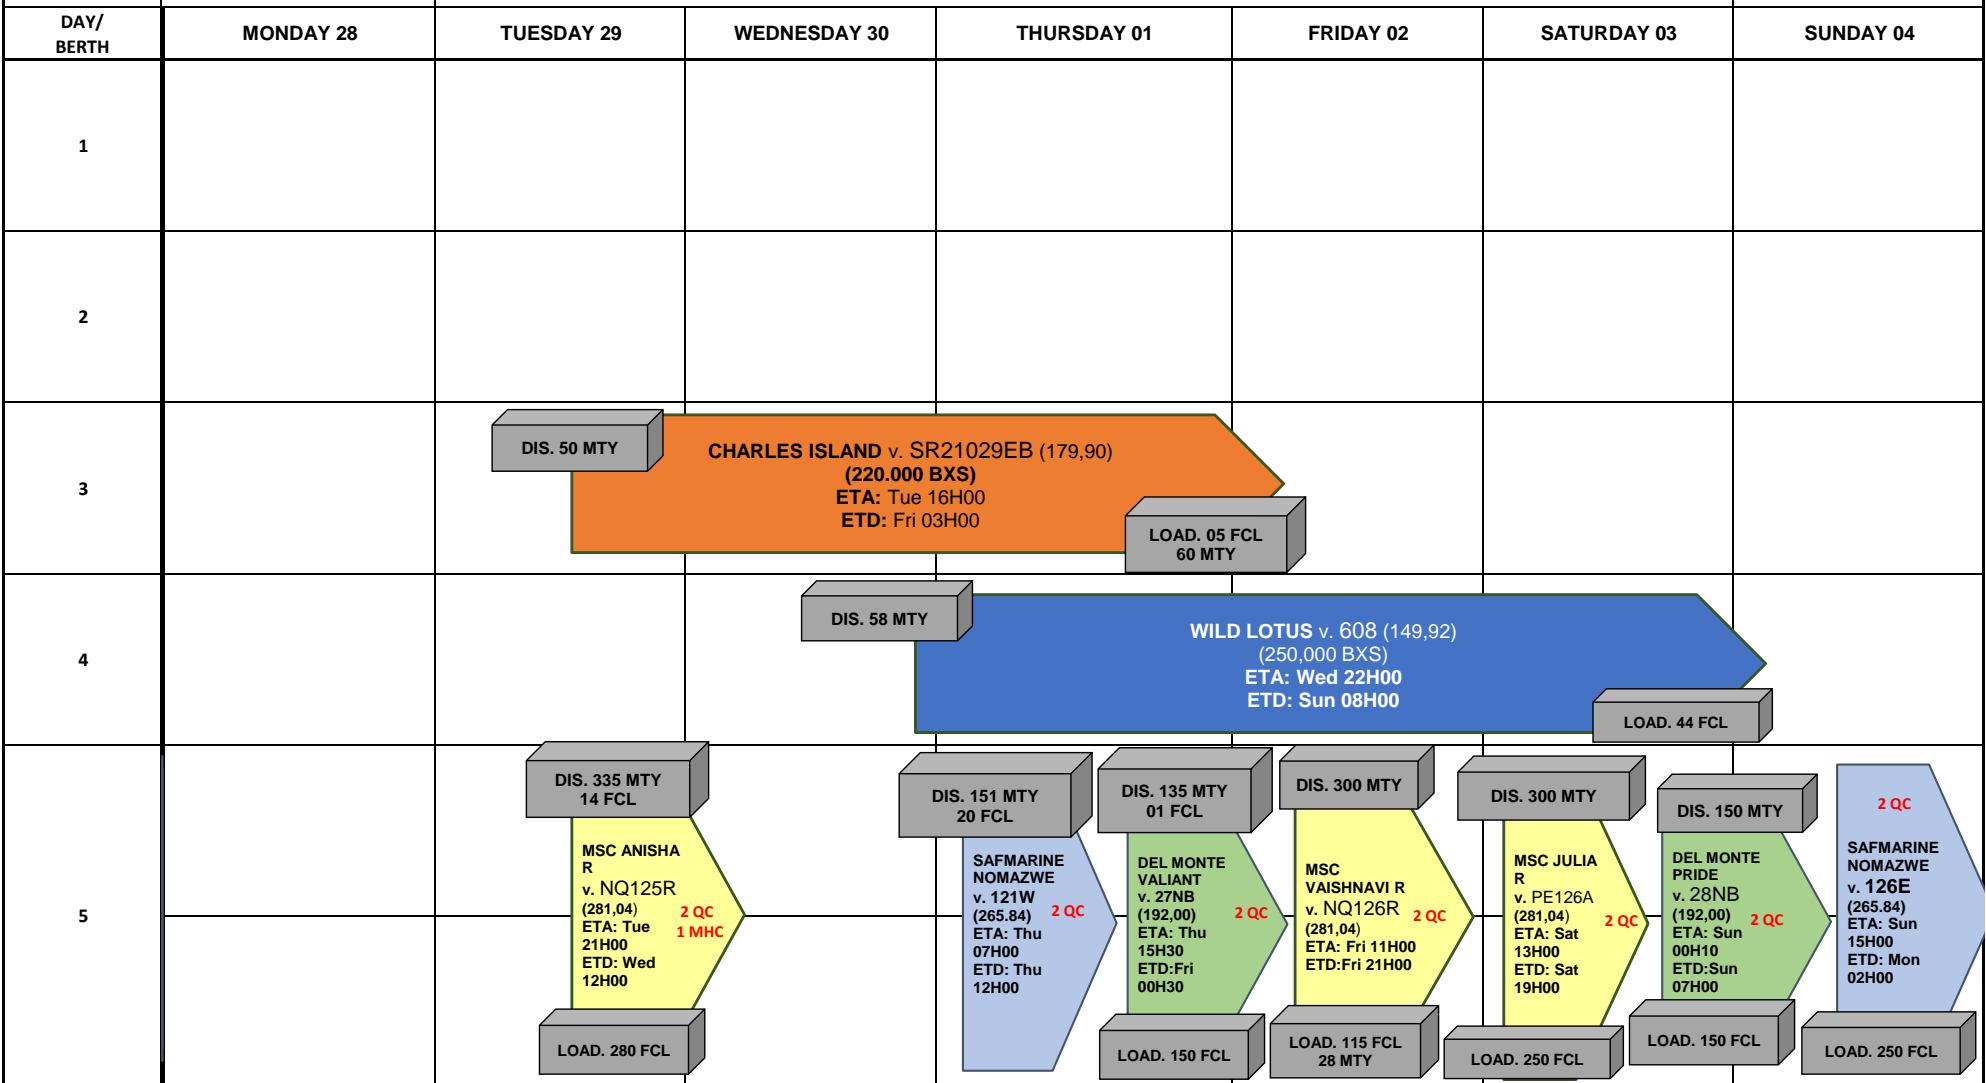 DAY/
BERTH
MONDAY 28
TUESDAY 29
WEDNESDAY 30
THURSDAY 01
FRIDAY 02
SATURDAY 03
SUNDAY 04
1
2
3
DIS. 50 MTY
CHARLES ISLAND v. SR21029EB (179,90)
(220.000 BXS)
ETA: Tue 16H00
ETD: Fri 03H00
LOAD. 05 FCL
60 MTY
4
DIS. 58 MTY
WILD LOTUS v. 608 (149,92)
(250,000 BXS)
ETA: Wed 22H00
ETD: Sun 08H00
LOAD. 44 FCL
5
DIS. 335 MTY
14 FCL
MSC ANISHA
R
v. NQ125R
(281,04)
ETA: Tue
21H00
ETD: Wed
12H00
2 QC
1 MHC
LOAD. 280 FCL
DIS. 151 MTY
20 FCL
SAFMARINE
NOMAZWE
v. 121W
(265.84)
ETA: Thu
07H00
ETD: Thu
12H00
2 QC
DIS. 135 MTY
01 FCL
DEL MONTE
VALIANT
v. 27NB
(192,00)
ETA: Thu
15H30
ETD:Fri
00H30
2 QC
LOAD. 150 FCL
DIS. 300 MTY
MSC
VAISHNAVI R
v. NQ126R
(281,04)
ETA: Fri 11H00
ETD:Fri 21H00
2 QC
LOAD. 115 FCL
28 MTY
DIS. 300 MTY
MSC JULIA
R
v. PE126A
(281,04)
ETA: Sat
13H00
ETD: Sat
19H00
2 QC
LOAD. 250 FCL
DIS. 150 MTY
DEL MONTE
PRIDE
v. 28NB
(192,00)
ETA: Sun
00H10
ETD:Sun
07H00
2 QC
LOAD. 150 FCL
2 QC
SAFMARINE
NOMAZWE
v. 126E
(265.84)
ETA: Sun
15H00
ETD: Mon
02H00
LOAD. 250 FCL